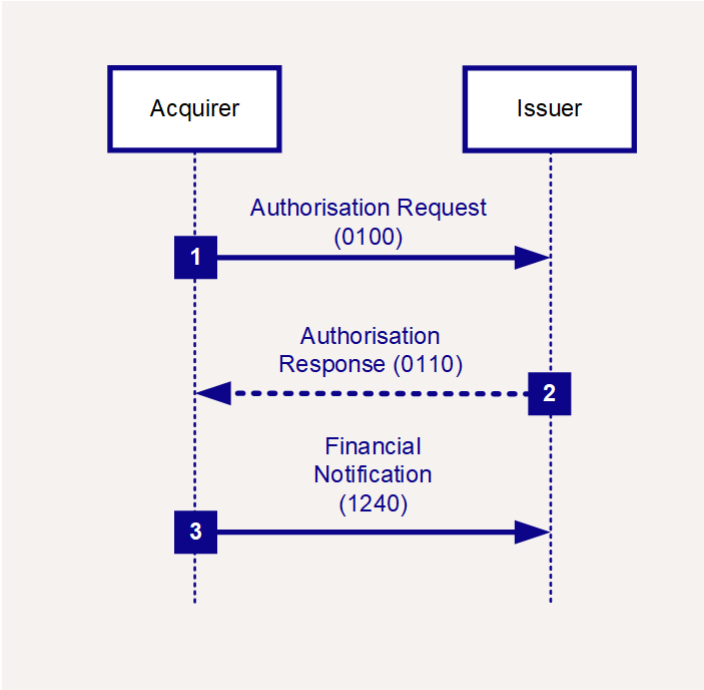 Acquirer
Issuer
Authorisation Request
(0100)
1
Authorisation
Response (0110)
2
Financial
Notification
(1240)
3